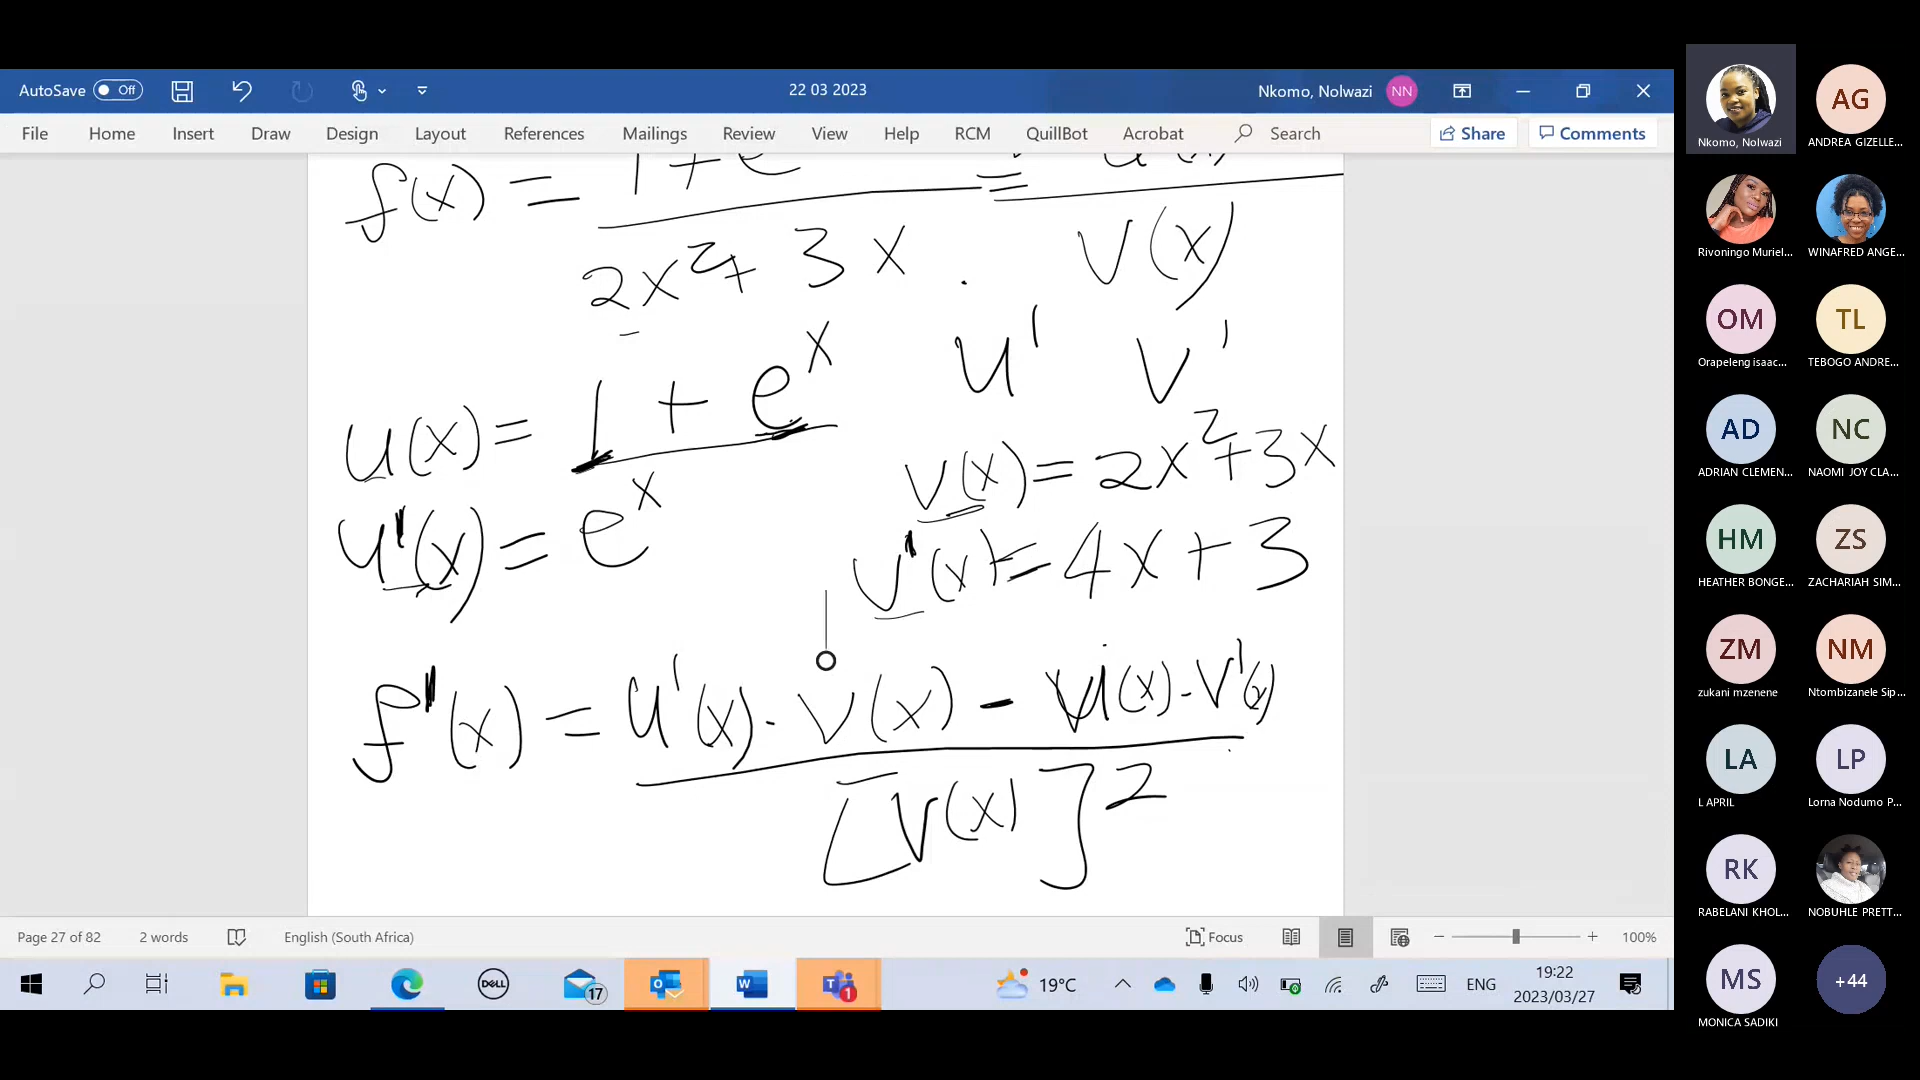 AutoSave Off 22 03 2023 Nkomo, Nolwazi NN
File Home Insert Draw Design Layout References Mailings Review View Help RCM QuillBot Acrobat Search Share Comments
f(x) = 1 + e = u(x)
2x² + 3x . v(x)
u' v'
u(x) = 1 + eˣ
v(x) = 2x² + 3x
u'(x) = eˣ
v'(x) = 4x + 3
f'(x) = u'(x) · v(x) - u(x) · v'(x)
[v(x)]²
Page 27 of 82 2 words English (South Africa) Focus 100%
17 DELL 1 19°C ENG 19:22
2023/03/27
Nkomo, Nolwazi
AG
ANDREA GIZELLE...
Rivoningo Muriel...
WINAFRED ANGE...
OM
Orapeleng isaac...
TL
TEBOGO ANDRE...
AD
ADRIAN CLEMEN...
NC
NAOMI JOY CLA...
HM
HEATHER BONGE...
ZS
ZACHARIAH SIM...
ZM
zukani mzenene
NM
Ntombizanele Sip...
LA
L APRIL
LP
Lorna Nodumo P...
RK
RABELANI KHOL...
NOBUHLE PRETT...
MS
MONICA SADIKI
+44